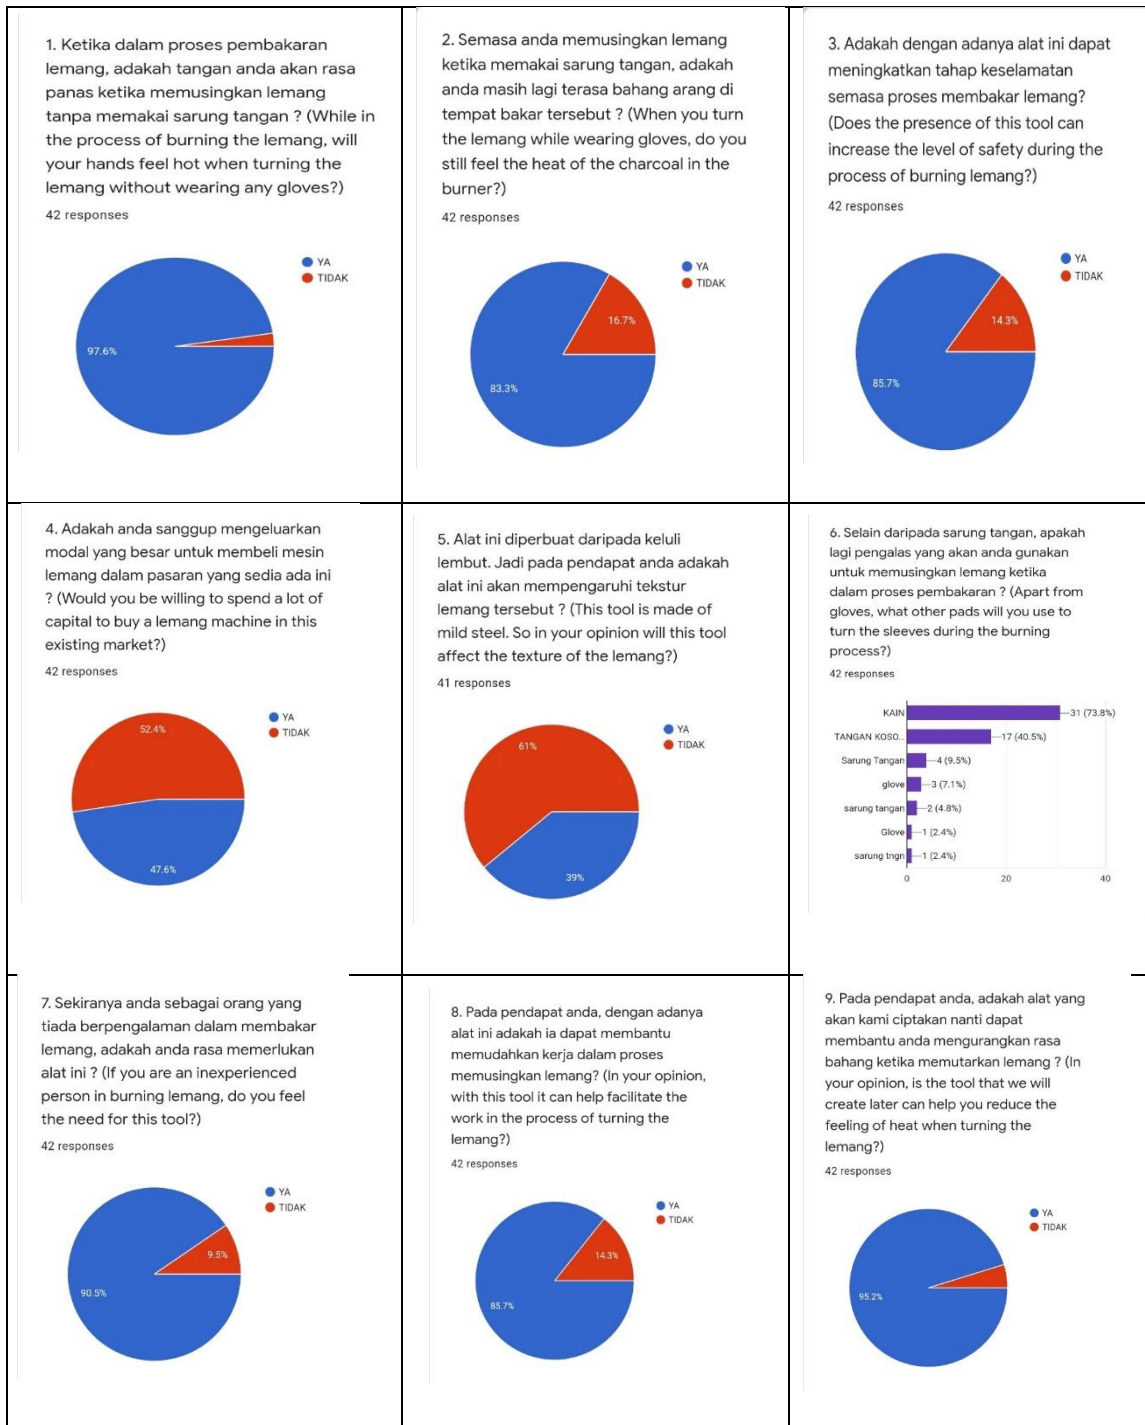 1. Ketika dalam proses pembakaran
lemang, adakah tangan anda akan rasa
panas ketika memusingkan lemang
tanpa memakai sarung tangan ? (While in
the process of burning the lemang, will
your hands feel hot when turning the
lemang without wearing any gloves?)
42 responses
YA
TIDAK
97.6%
2. Semasa anda memusingkan lemang
ketika memakai sarung tangan, adakah
anda masih lagi terasa bahang arang di
tempat bakar tersebut ? (When you turn
the lemang while wearing gloves, do you
still feel the heat of the charcoal in the
burner?)
42 responses
YA
TIDAK
16.7%
83.3%
3. Adakah dengan adanya alat ini dapat
meningkatkan tahap keselamatan
semasa proses membakar lemang?
(Does the presence of this tool can
increase the level of safety during the
process of burning lemang?)
42 responses
YA
TIDAK
14.3%
85.7%
4. Adakah anda sanggup mengeluarkan
modal yang besar untuk membeli mesin
lemang dalam pasaran yang sedia ada ini
? (Would you be willing to spend a lot of
capital to buy a lemang machine in this
existing market?)
42 responses
YA
TIDAK
52.4%
47.6%
5. Alat ini diperbuat daripada keluli
lembut. Jadi pada pendapat anda adakah
alat ini akan mempengaruhi tekstur
lemang tersebut ? (This tool is made of
mild steel. So in your opinion will this tool
affect the texture of the lemang?)
41 responses
YA
TIDAK
61%
39%
6. Selain daripada sarung tangan, apakah
lagi pengalas yang akan anda gunakan
untuk memusingkan lemang ketika
dalam proses pembakaran ? (Apart from
gloves, what other pads will you use to
turn the sleeves during the burning
process?)
42 responses
KAIN 31 (73.8%)
TANGAN KOSO... 17 (40.5%)
Sarung Tangan 4 (9.5%)
glove 3 (7.1%)
sarung tangan 2 (4.8%)
Glove 1 (2.4%)
sarung tngn 1 (2.4%)
0 20 40
7. Sekiranya anda sebagai orang yang
tiada berpengalaman dalam membakar
lemang, adakah anda rasa memerlukan
alat ini ? (If you are an inexperienced
person in burning lemang, do you feel
the need for this tool?)
42 responses
YA
TIDAK
9.5%
90.5%
8. Pada pendapat anda, dengan adanya
alat ini adakah ia dapat membantu
memudahkan kerja dalam proses
memusingkan lemang? (In your opinion,
with this tool it can help facilitate the
work in the process of turning the
lemang?)
42 responses
YA
TIDAK
14.3%
85.7%
9. Pada pendapat anda, adakah alat yang
akan kami ciptakan nanti dapat
membantu anda mengurangkan rasa
bahang ketika memutarkan lemang ? (In
your opinion, is the tool that we will
create later can help you reduce the
feeling of heat when turning the
lemang?)
42 responses
YA
TIDAK
95.2%